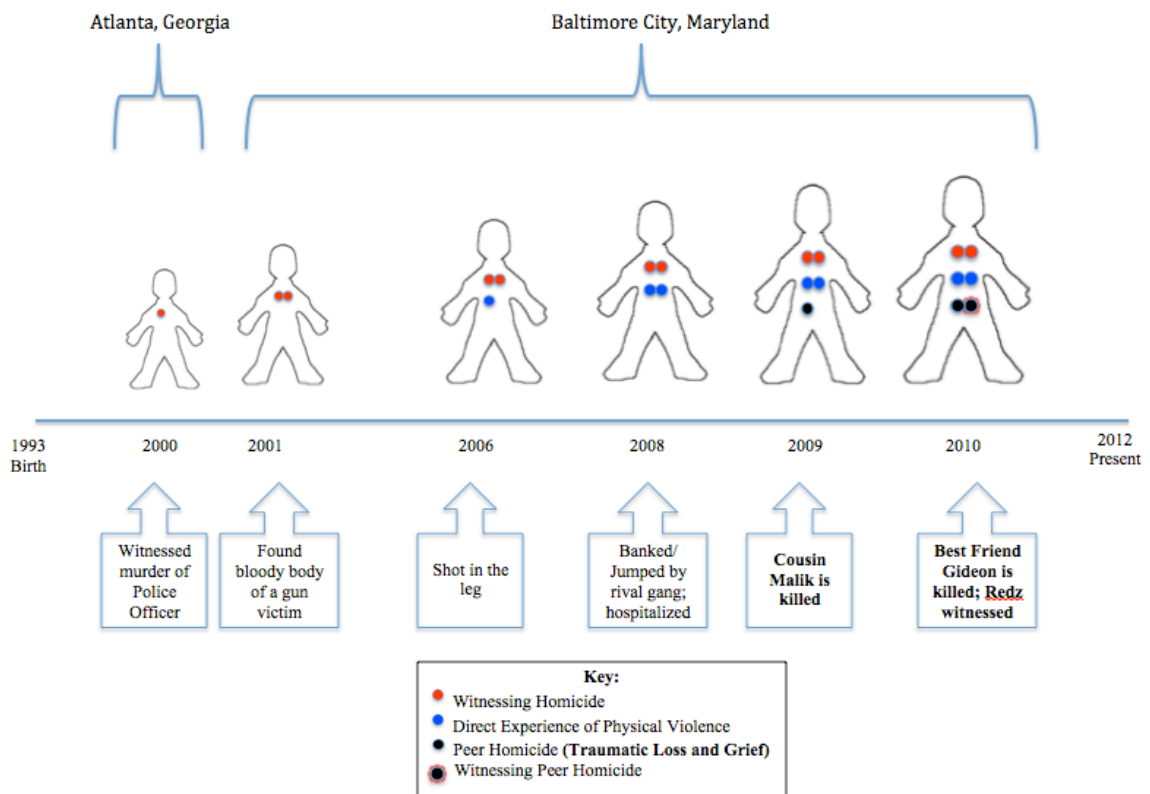 Atlanta, Georgia
Baltimore City, Maryland
1993
Birth
2000
2001
2006
2008
2009
2010
2012
Present
Witnessed
murder of
Police
Officer
Found
bloody body
of a gun
victim
Shot in the
leg
Banked/
Jumped by
rival gang;
hospitalized
Cousin
Malik is
killed
Best Friend
Gideon is
killed; Redz
witnessed
Key:
Witnessing Homicide
Direct Experience of Physical Violence
Peer Homicide (Traumatic Loss and Grief)
Witnessing Peer Homicide